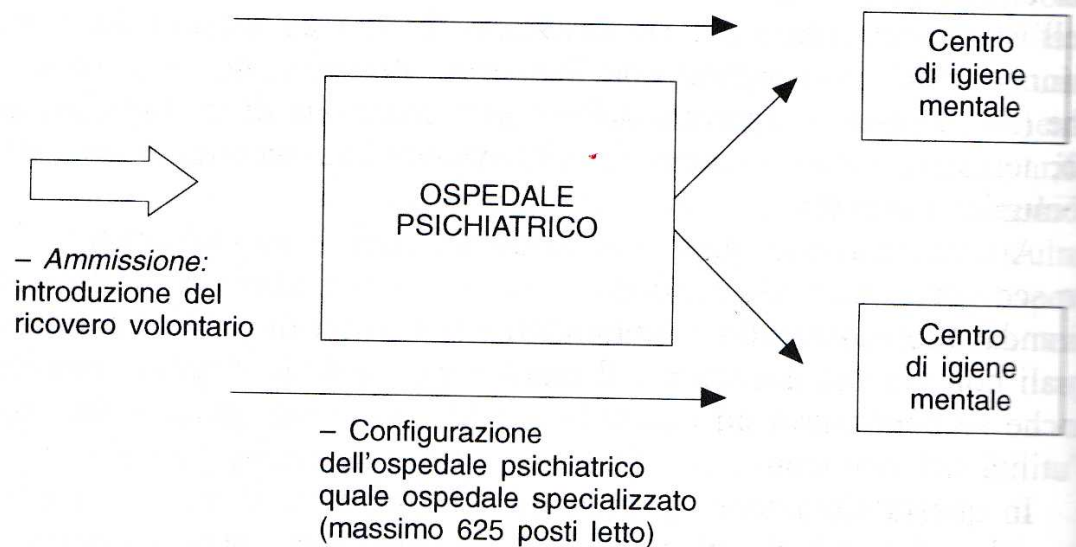 Centro
di igiene
mentale
OSPEDALE
PSICHIATRICO
– Ammissione:
introduzione del
ricovero volontario
Centro
di igiene
mentale
– Configurazione
dell'ospedale psichiatrico
quale ospedale specializzato
(massimo 625 posti letto)